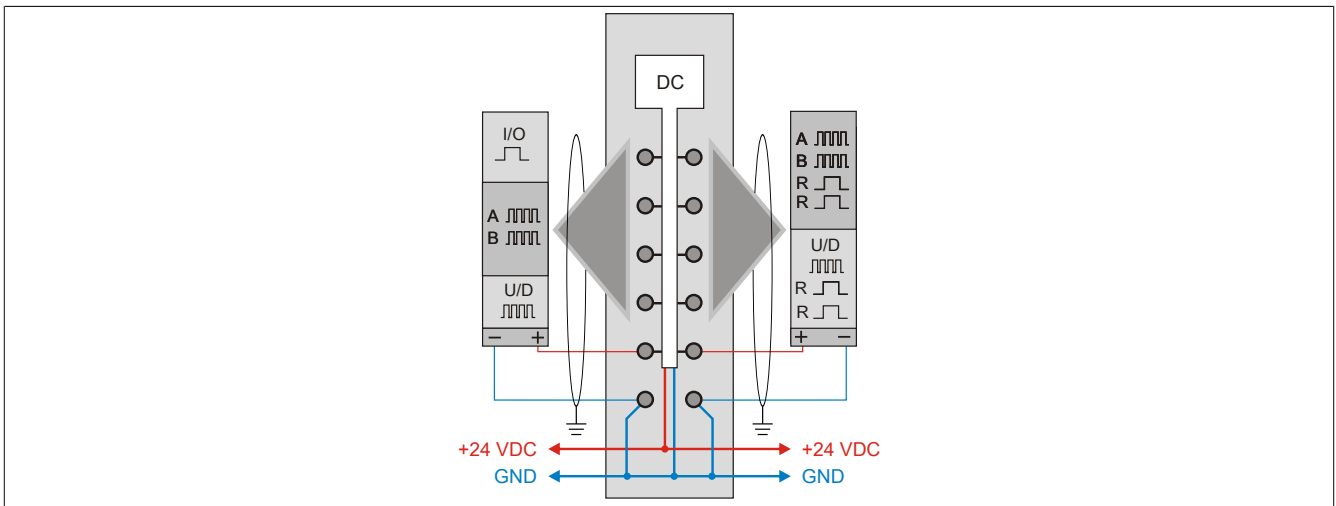 DC
I/O
A
B
U/D
− +
A
B
R
R
U/D
R
R
+ −
+24 VDC
+24 VDC
GND
GND